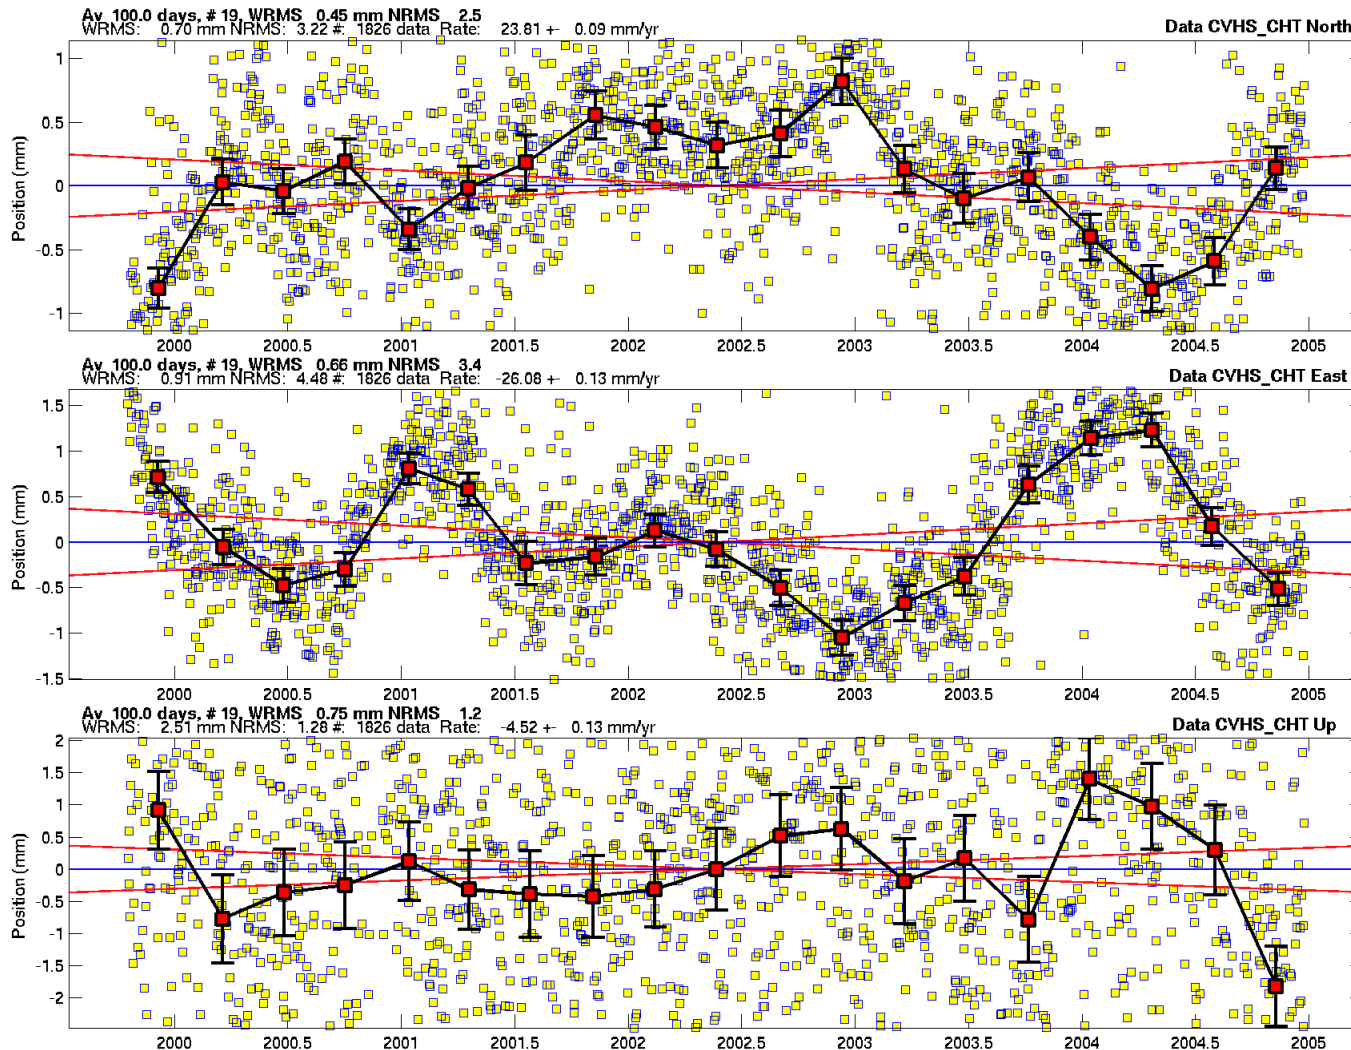 Av 100.0 days, # 19, WRMS 0.45 mm NRMS 2.5
WRMS: 0.70 mm NRMS: 3.22 #: 1826 data Rate: 23.81 +- 0.09 mm/yr
Data CVHS_CHT North
1
0.5
0
-0.5
-1
Position (mm)
2000 2000.5 2001 2001.5 2002 2002.5 2003 2003.5 2004 2004.5 2005
Av 100.0 days, # 19, WRMS 0.66 mm NRMS 3.4
WRMS: 0.91 mm NRMS: 4.48 #: 1826 data Rate: -26.08 +- 0.13 mm/yr
Data CVHS_CHT East
1.5
1
0.5
0
-0.5
-1
-1.5
Position (mm)
2000 2000.5 2001 2001.5 2002 2002.5 2003 2003.5 2004 2004.5 2005
Av 100.0 days, # 19, WRMS 0.75 mm NRMS 1.2
WRMS: 2.51 mm NRMS: 1.28 #: 1826 data Rate: -4.52 +- 0.13 mm/yr
Data CVHS_CHT Up
2
1.5
1
0.5
0
-0.5
-1
-1.5
-2
Position (mm)
2000 2000.5 2001 2001.5 2002 2002.5 2003 2003.5 2004 2004.5 2005